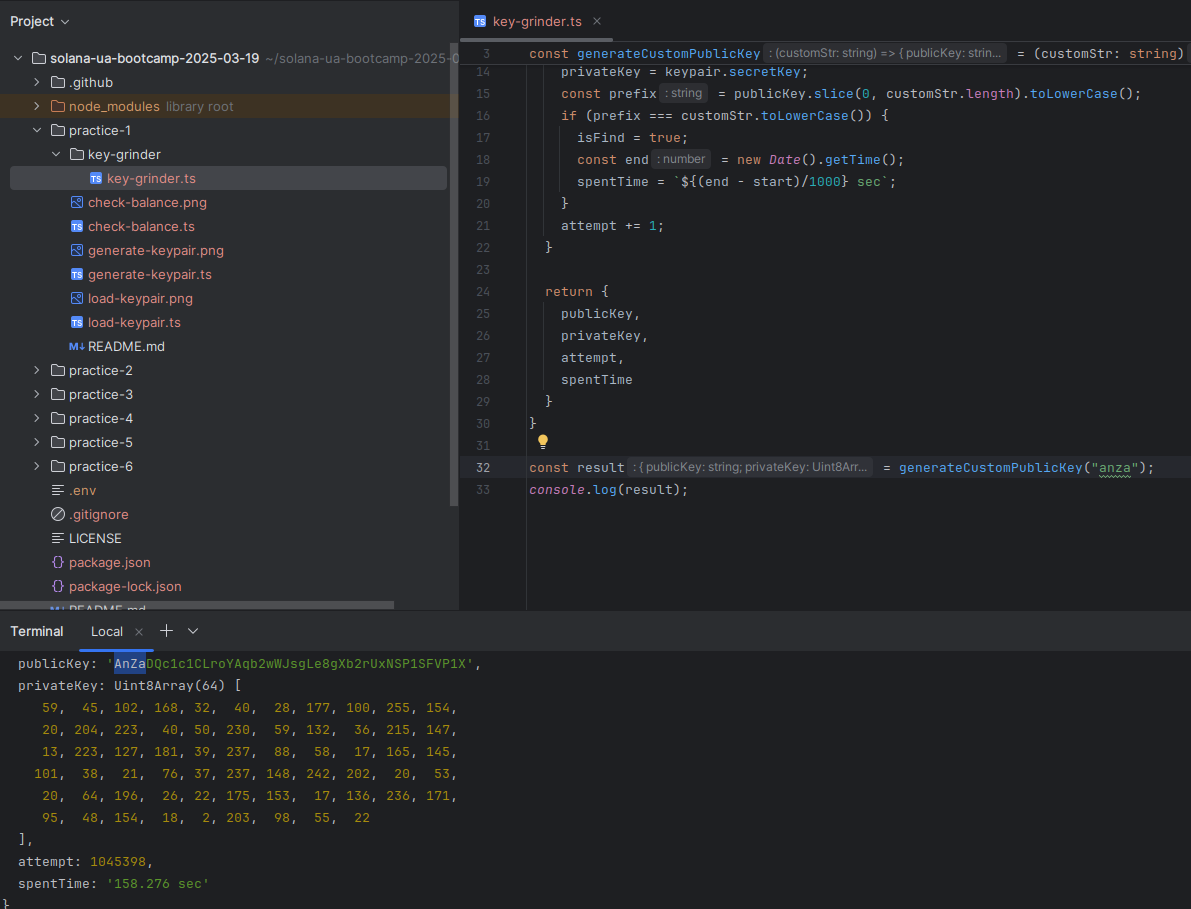 Project
solana-ua-bootcamp-2025-03-19 ~/solana-ua-bootcamp-2025-0
.github
node_modules library root
practice-1
key-grinder
TS key-grinder.ts
check-balance.png
TS check-balance.ts
generate-keypair.png
TS generate-keypair.ts
load-keypair.png
TS load-keypair.ts
M↓ README.md
practice-2
practice-3
practice-4
practice-5
practice-6
.env
.gitignore
LICENSE
{} package.json
{} package-lock.json
M↓ README.md
TS key-grinder.ts ×
3 const generateCustomPublicKey : (customStr: string) => { publicKey: strin... = (customStr: string)
14 privateKey = keypair.secretKey;
15 const prefix : string = publicKey.slice(0, customStr.length).toLowerCase();
16 if (prefix === customStr.toLowerCase()) {
17 isFind = true;
18 const end : number = new Date().getTime();
19 spentTime = `${(end - start)/1000} sec`;
20 }
21 attempt += 1;
22 }
23
24 return {
25 publicKey,
26 privateKey,
27 attempt,
28 spentTime
29 }
30 }
31
32 const result : { publicKey: string; privateKey: Uint8Arr... = generateCustomPublicKey("anza");
33 console.log(result);
Terminal Local × +
publicKey: 'AnZaDQc1c1CLroYAqb2wWJsgLe8gXb2rUxNSP1SFVP1X',
privateKey: Uint8Array(64) [
59, 45, 102, 168, 32, 40, 28, 177, 100, 255, 154,
20, 204, 223, 40, 50, 230, 59, 132, 36, 215, 147,
13, 223, 127, 181, 39, 237, 88, 58, 17, 165, 145,
101, 38, 21, 76, 37, 237, 148, 242, 202, 20, 53,
20, 64, 196, 26, 22, 175, 153, 17, 136, 236, 171,
95, 48, 154, 18, 2, 203, 98, 55, 22
],
attempt: 1045398,
spentTime: '158.276 sec'
}